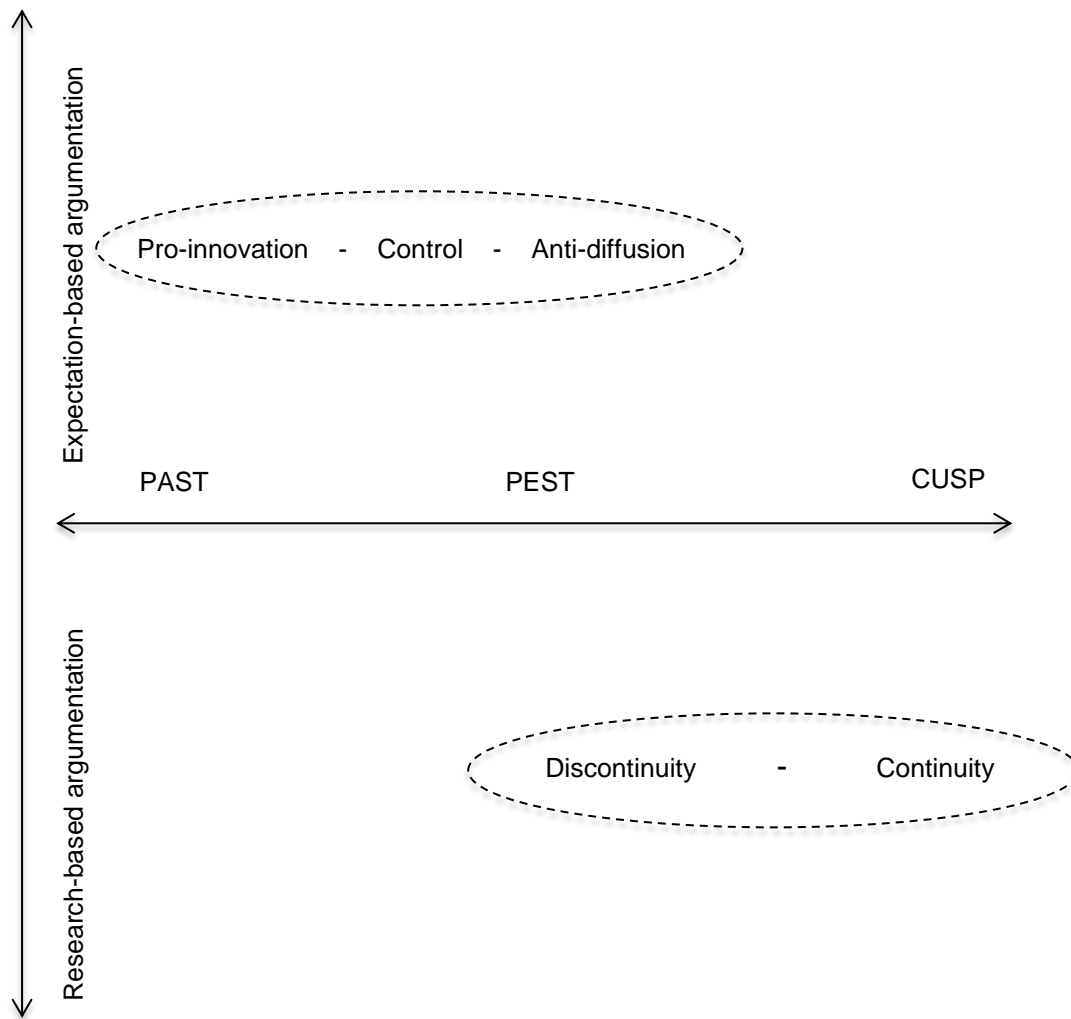 Expectation-based argumentation
Pro-innovation - Control - Anti-diffusion
PAST PEST CUSP
Research-based argumentation
Discontinuity - Continuity